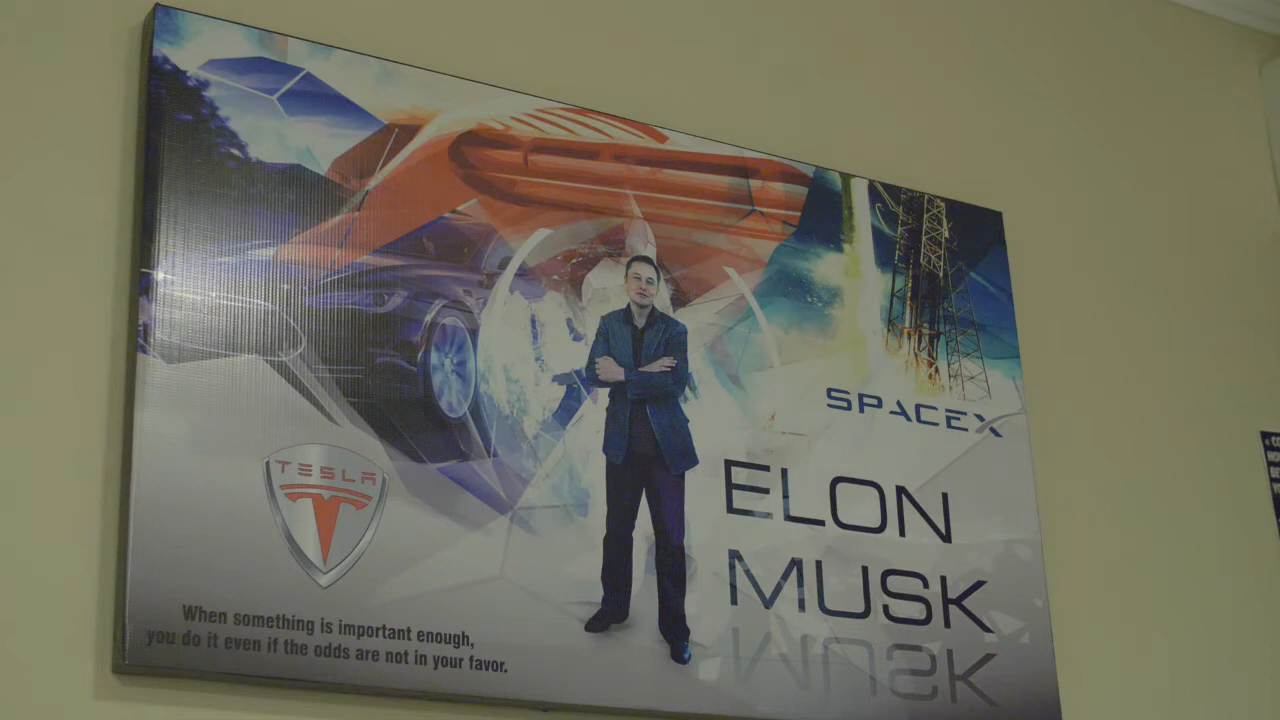 SPACEX
TESLA
ELON
MUSK
When something is important enough,
you do it even if the odds are not in your favor.